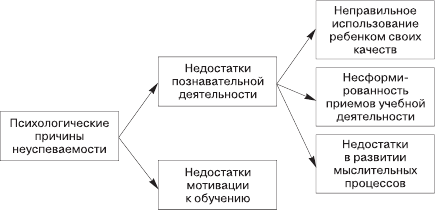 Психологические
причины
неуспеваемости
Недостатки
познавательной
деятельности
Недостатки
мотивации
к обучению
Неправильное
использование
ребенком своих
качеств
Несформи-
рованность
приемов учебной
деятельности
Недостатки
в развитии
мыслительных
процессов